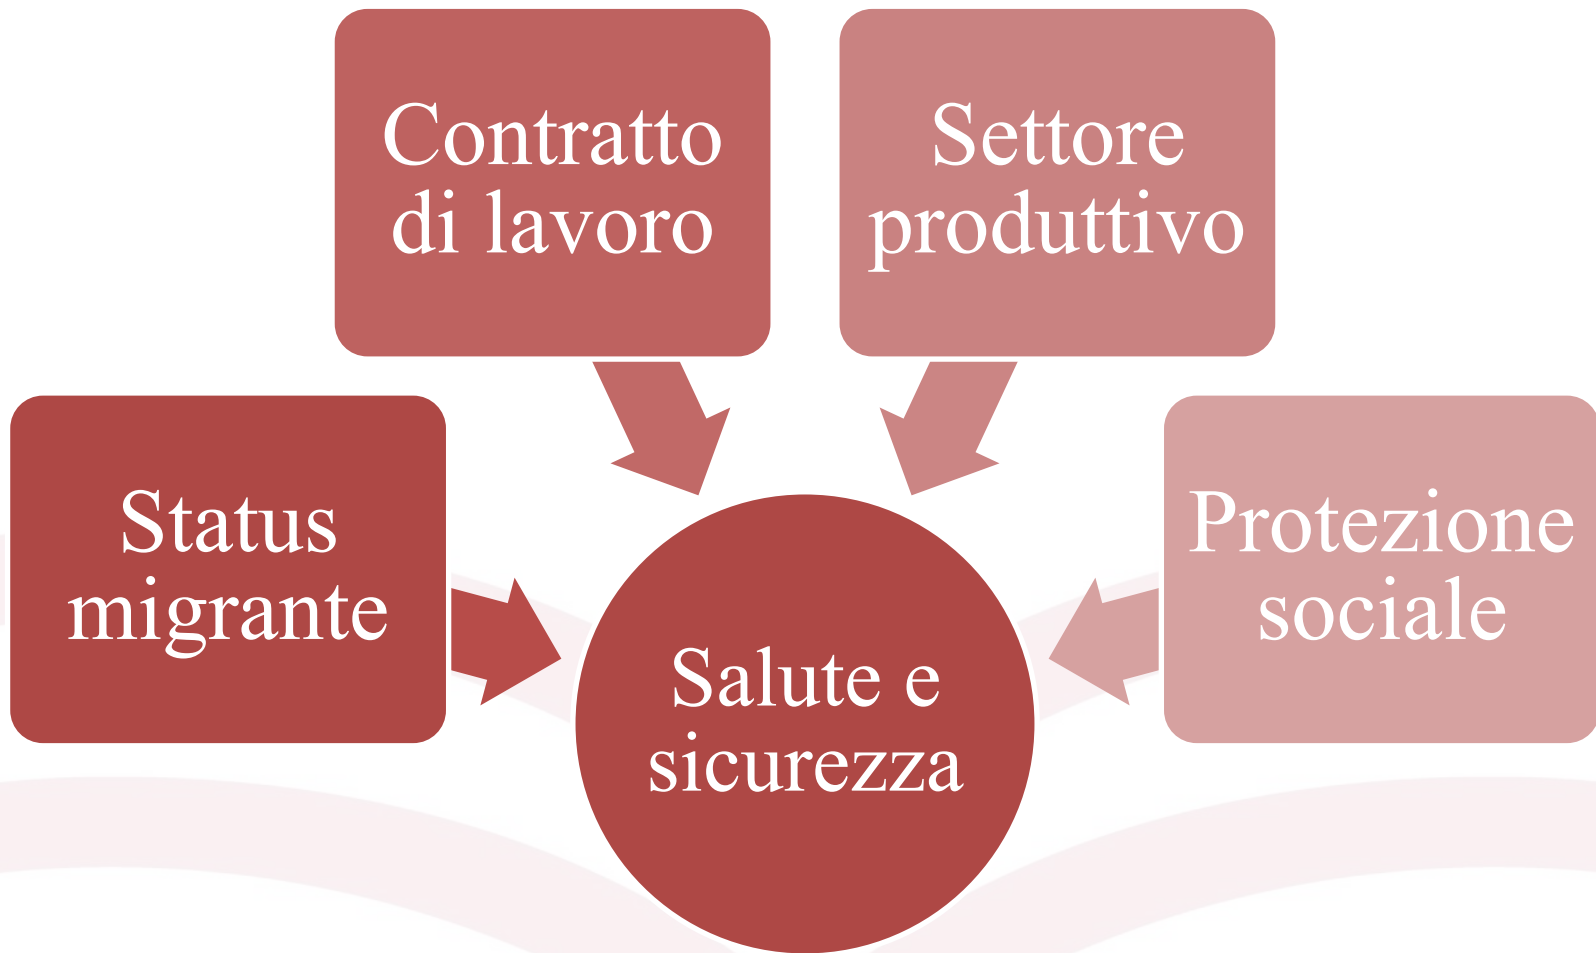 Contratto
di lavoro
Settore
produttivo
Status
migrante
Protezione
sociale
Salute e
sicurezza